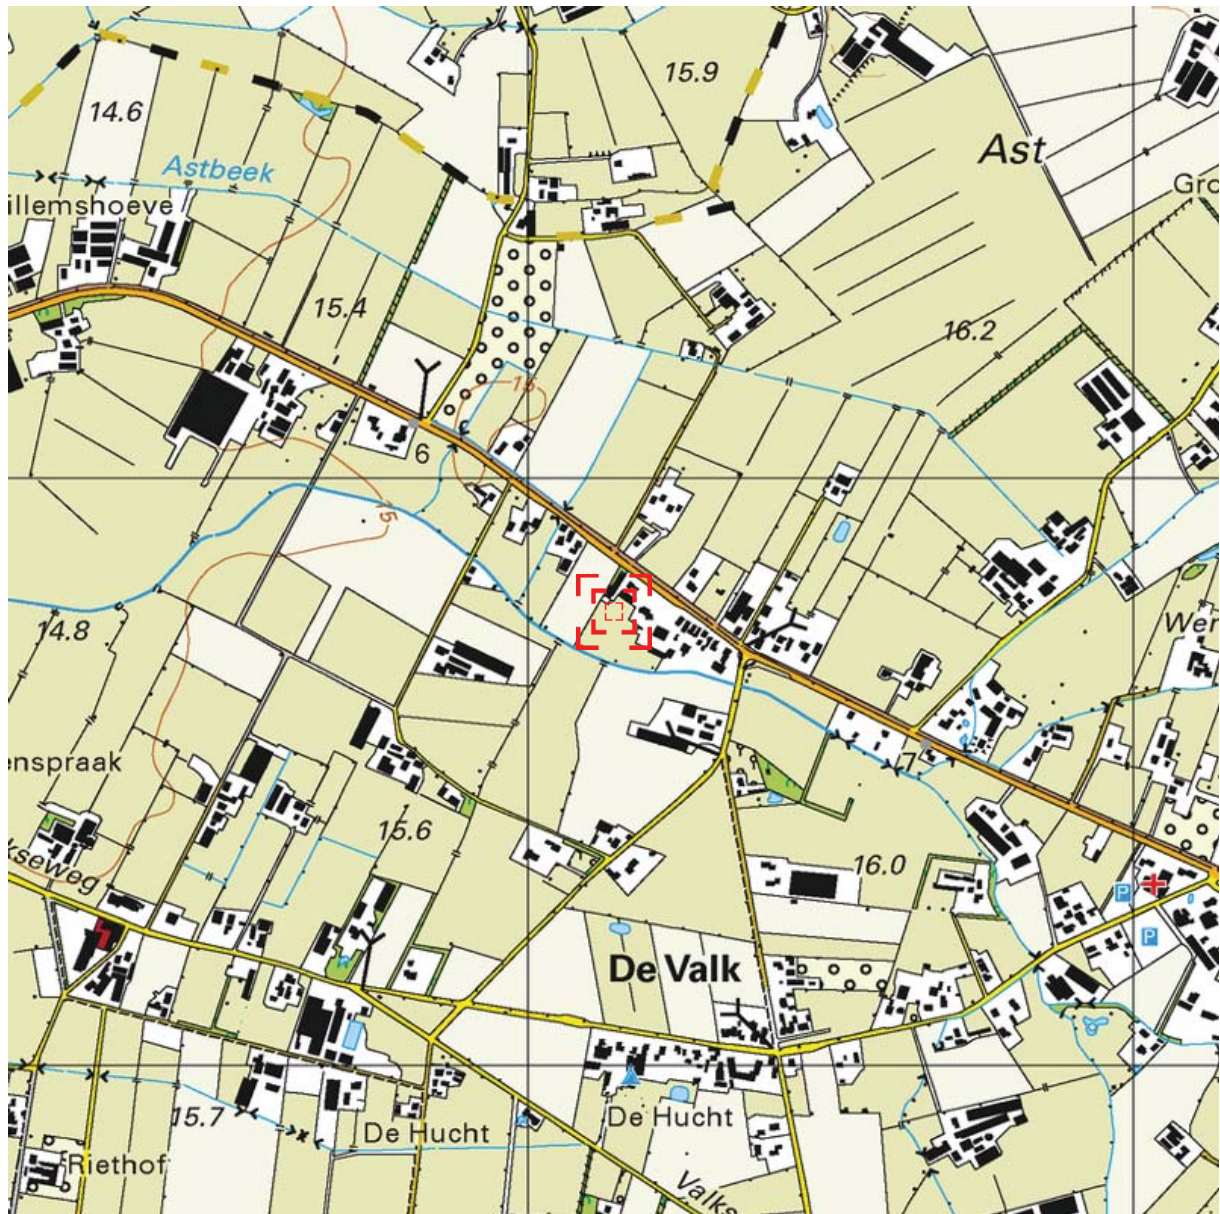 15.9
14.6
Ast
Astbeek
Gro
illemshoeve
15.4
16.2
15
6
15
14.8
Wer
enspraak
7
15.6
16.0
kseweg
P
P
De Valk
15.7
De Hucht
De Hucht
Riethof
Valks